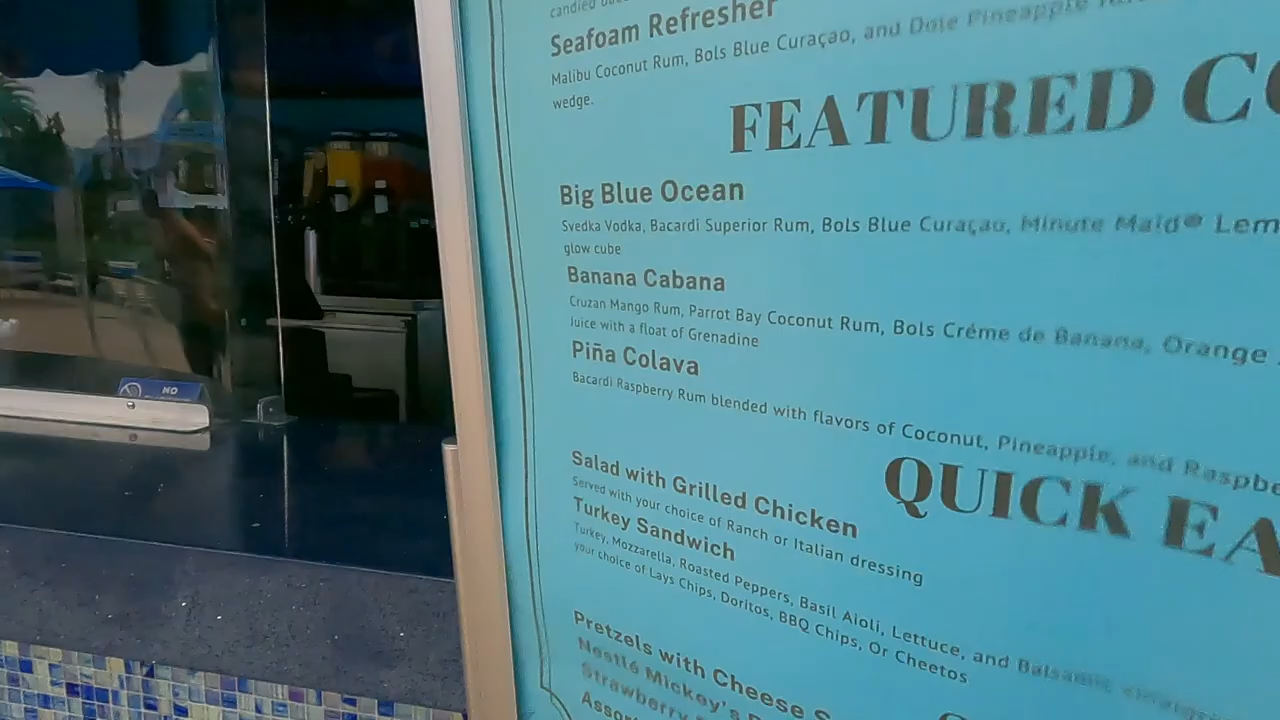 candied
Seafoam Refresher
Malibu Coconut Rum, Bols Blue Curaçao, and Dole Pineapple
wedge.
FEATURED
Big Blue Ocean
Svedka Vodka, Bacardi Superior Rum, Bols Blue Curaçao, Minute Maid® Lem
glow cube
Banana Cabana
Cruzan Mango Rum, Parrot Bay Coconut Rum, Bols Créme de Banana, Orange
Juice with a float of Grenadine
Piña Colava
Bacardi Raspberry Rum blended with flavors of Coconut, Pineapple, and Raspbe
QUICK EA
Salad with Grilled Chicken
Served with your choice of Ranch or Italian dressing
Turkey Sandwich
Turkey, Mozzarella, Roasted Peppers, Basil Aioli, Lettuce, and Balsamic
your choice of Lays Chips, Doritos, BBQ Chips, Or Cheetos
Pretzels with Cheese
Nestlé Mickey's
Strawberry
Assor
NO